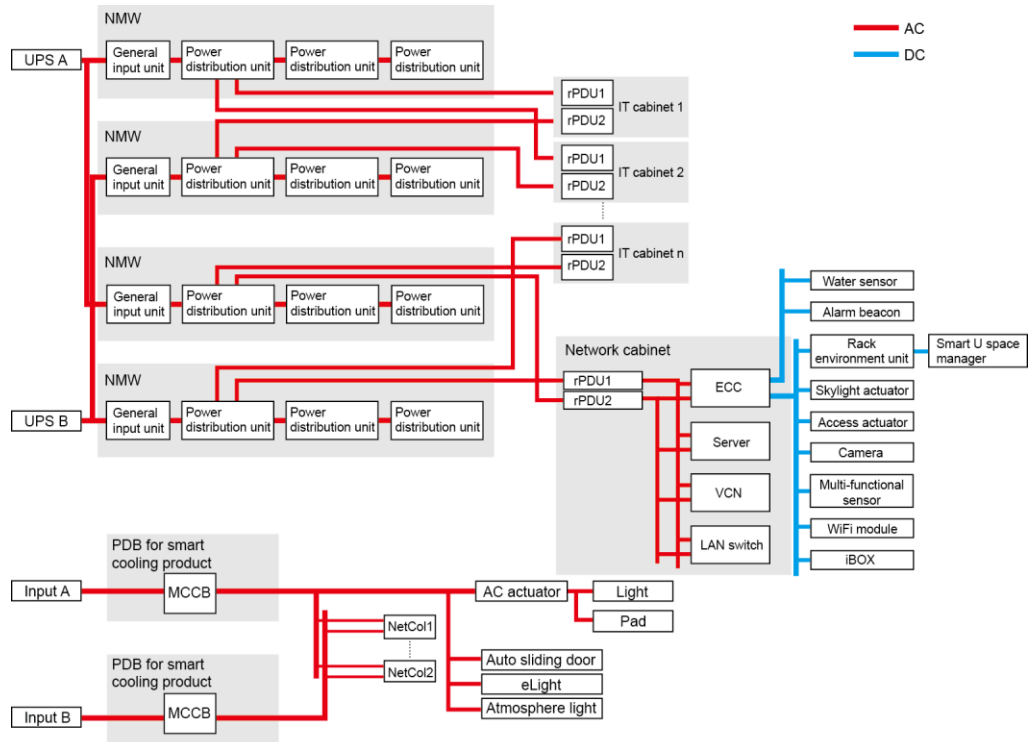 NMW
AC
DC
UPS A
General
input unit
Power
distribution unit
Power
distribution unit
Power
distribution unit
rPDU1
rPDU2
IT cabinet 1
NMW
General
input unit
Power
distribution unit
Power
distribution unit
Power
distribution unit
rPDU1
rPDU2
IT cabinet 2
rPDU1
rPDU2
IT cabinet n
NMW
General
input unit
Power
distribution unit
Power
distribution unit
Power
distribution unit
NMW
UPS B
General
input unit
Power
distribution unit
Power
distribution unit
Power
distribution unit
Network cabinet
rPDU1
rPDU2
ECC
Server
VCN
LAN switch
Water sensor
Alarm beacon
Rack
environment unit
Smart U space
manager
Skylight actuator
Access actuator
Camera
Multi-functional
sensor
WiFi module
iBOX
PDB for smart
cooling product
Input A
MCCB
AC actuator
Light
Pad
NetCol1
NetCol2
Auto sliding door
eLight
Atmosphere light
PDB for smart
cooling product
Input B
MCCB